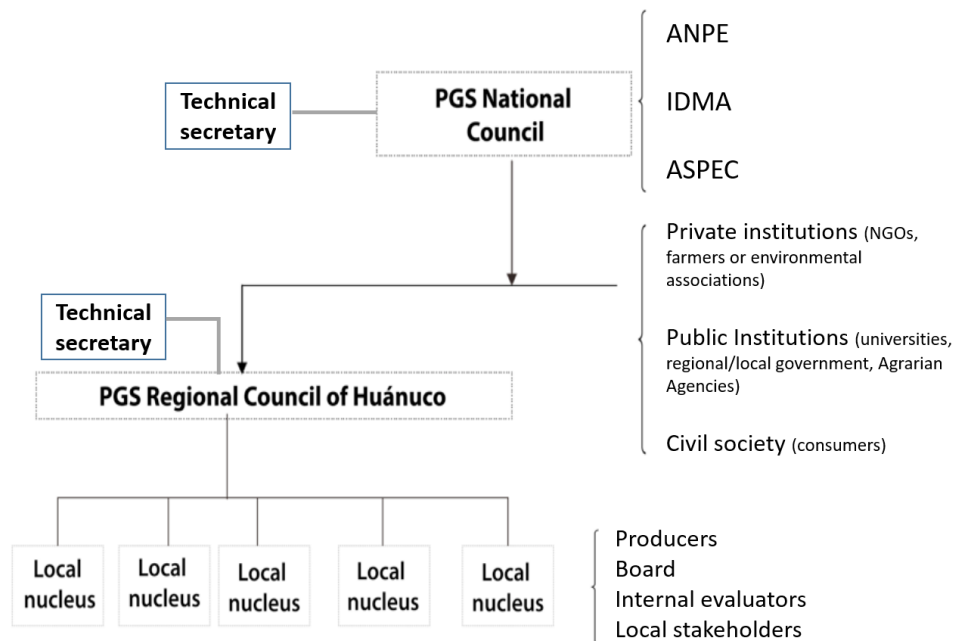 ANPE
Technical
secretary
PGS National
Council
IDMA
ASPEC
Private institutions (NGOs,
farmers or environmental
associations)
Technical
secretary
Public Institutions (universities,
regional/local government, Agrarian
Agencies)
PGS Regional Council of Huánuco
Civil society (consumers)
Local
nucleus
Local
nucleus
Local
nucleus
Local
nucleus
Local
nucleus
Producers
Board
Internal evaluators
Local stakeholders